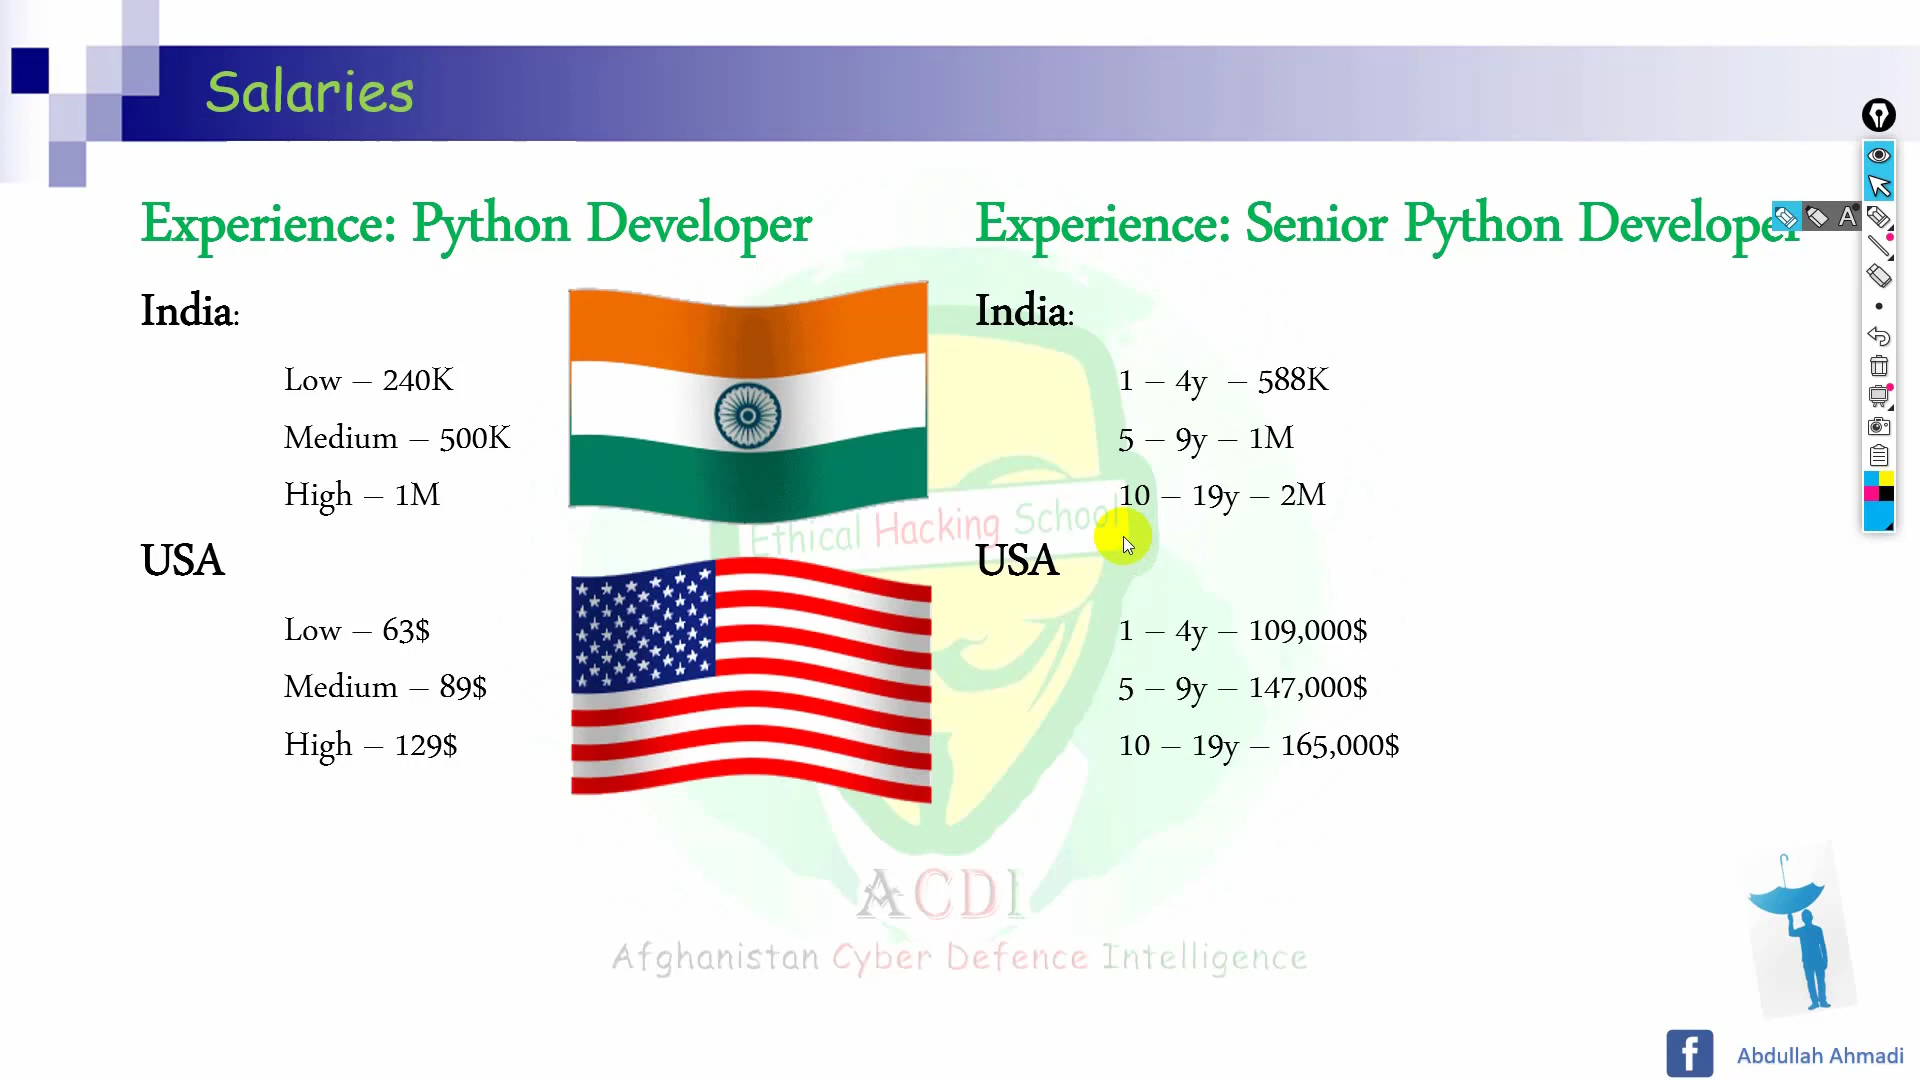 Salaries
Experience: Python Developer
India:
Low – 240K
Medium – 500K
High – 1M
USA
Low – 63$
Medium – 89$
High – 129$
Experience: Senior Python Developer
India:
1 – 4y – 588K
5 – 9y – 1M
10 – 19y – 2M
USA
1 – 4y – 109,000$
5 – 9y – 147,000$
10 – 19y – 165,000$
Ethical Hacking School
ACDI
Afghanistan Cyber Defence Intelligence
A
f
Abdullah Ahmadi